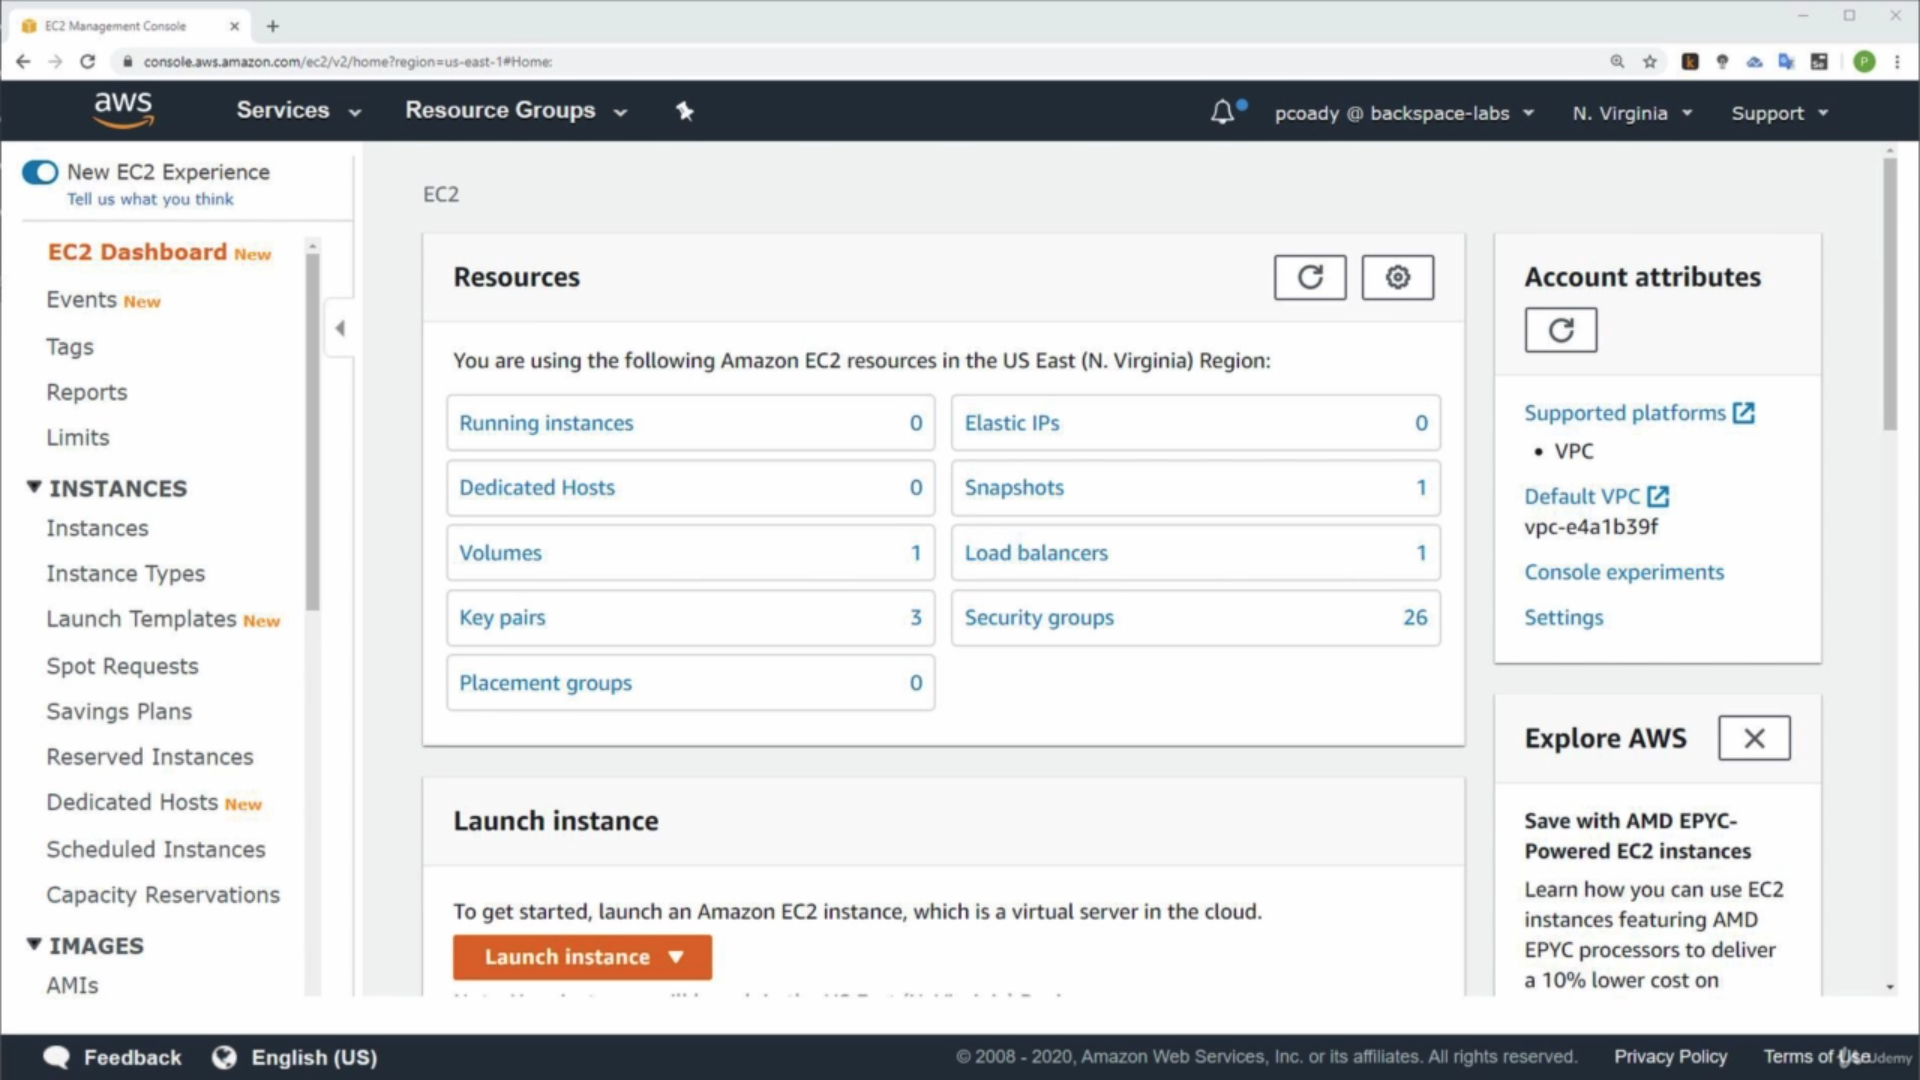 EC2 Management Console
console.aws.amazon.com/ec2/v2/home?region=us-east-1#Home:
aws
Services
Resource Groups
pcoady @ backspace-labs
N. Virginia
Support
New EC2 Experience
Tell us what you think
EC2 Dashboard New
Events New
Tags
Reports
Limits
INSTANCES
Instances
Instance Types
Launch Templates New
Spot Requests
Savings Plans
Reserved Instances
Dedicated Hosts New
Scheduled Instances
Capacity Reservations
IMAGES
AMIs
EC2
Resources
You are using the following Amazon EC2 resources in the US East (N. Virginia) Region:
Running instances 0
Elastic IPs 0
Dedicated Hosts 0
Snapshots 1
Volumes 1
Load balancers 1
Key pairs 3
Security groups 26
Placement groups 0
Launch instance
To get started, launch an Amazon EC2 instance, which is a virtual server in the cloud.
Launch instance
Account attributes
Supported platforms
• VPC
Default VPC
vpc-e4a1b39f
Console experiments
Settings
Explore AWS
Save with AMD EPYC-
Powered EC2 instances
Learn how you can use EC2
instances featuring AMD
EPYC processors to deliver
a 10% lower cost on
Feedback
English (US)
© 2008 - 2020, Amazon Web Services, Inc. or its affiliates. All rights reserved.
Privacy Policy
Terms of Use
Udemy